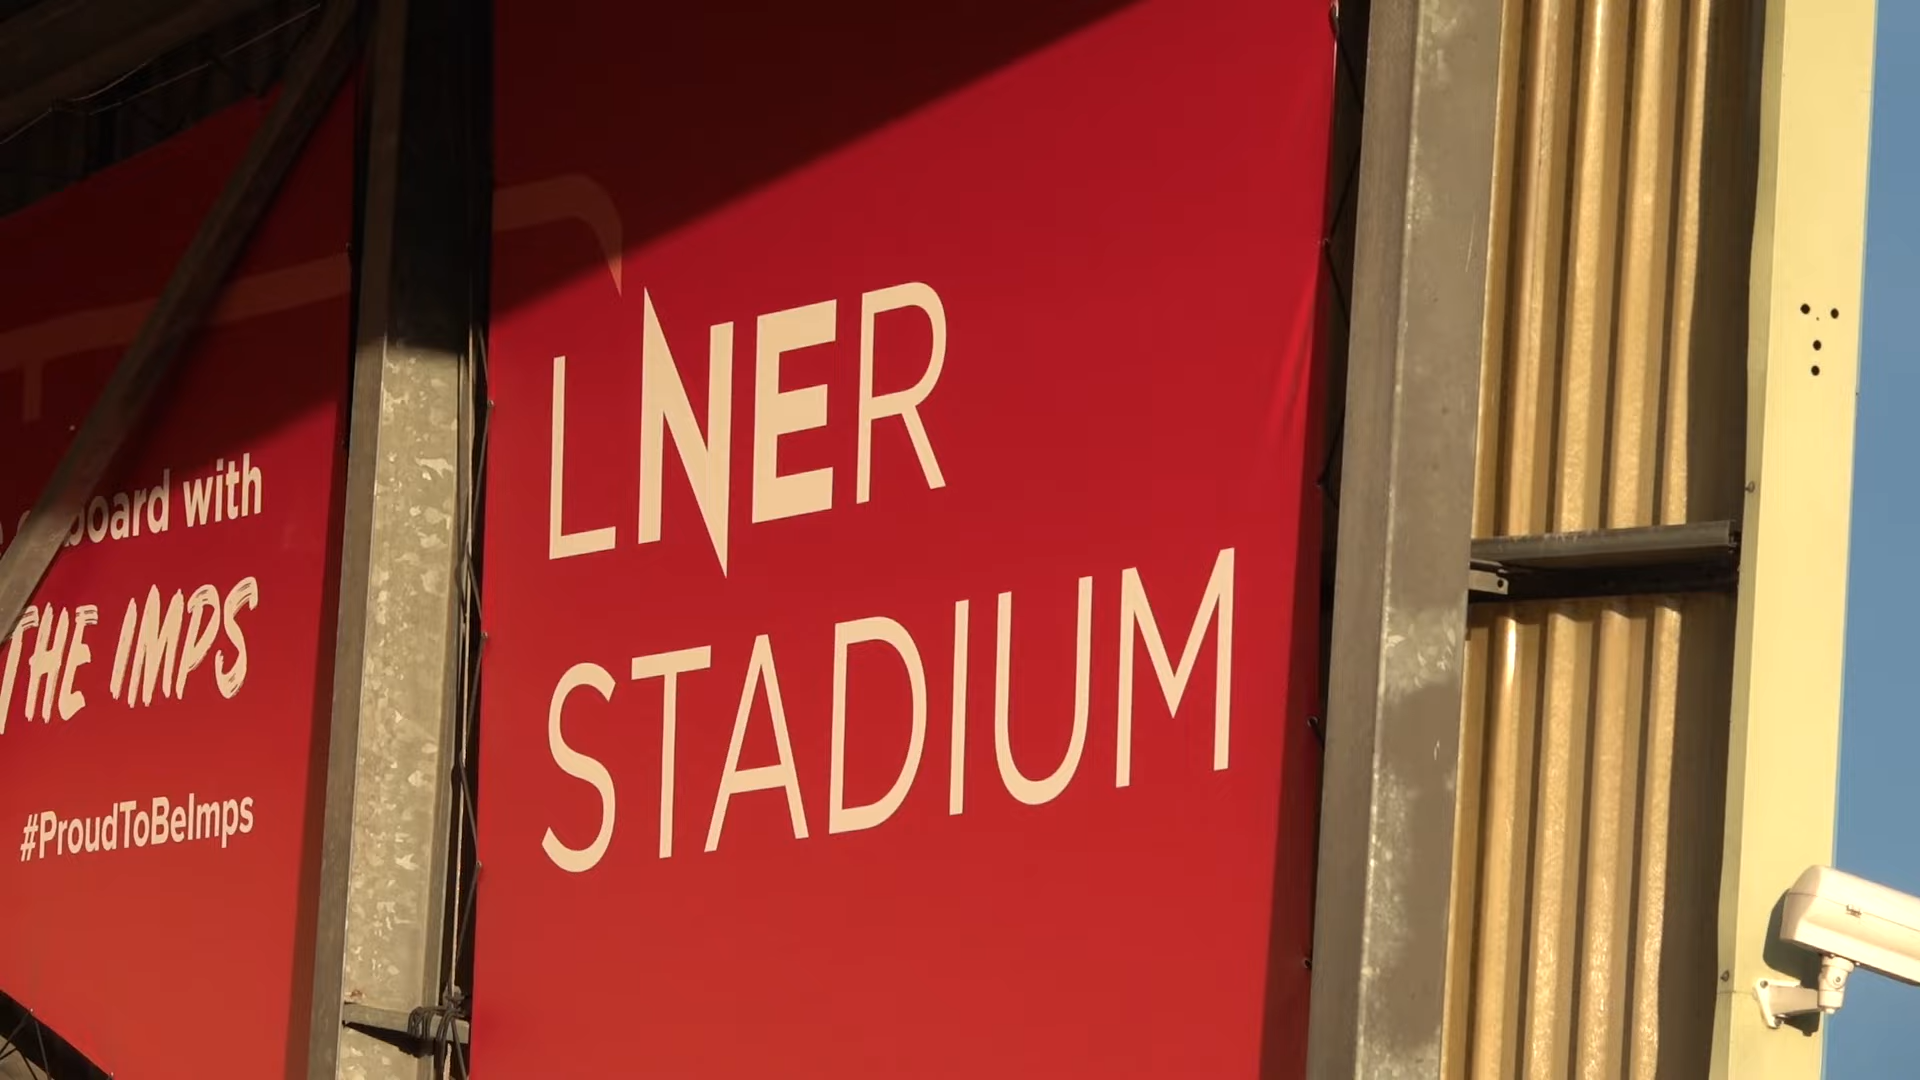 board with
THE IMPS
#ProudToBeImps
LNER
STADIUM